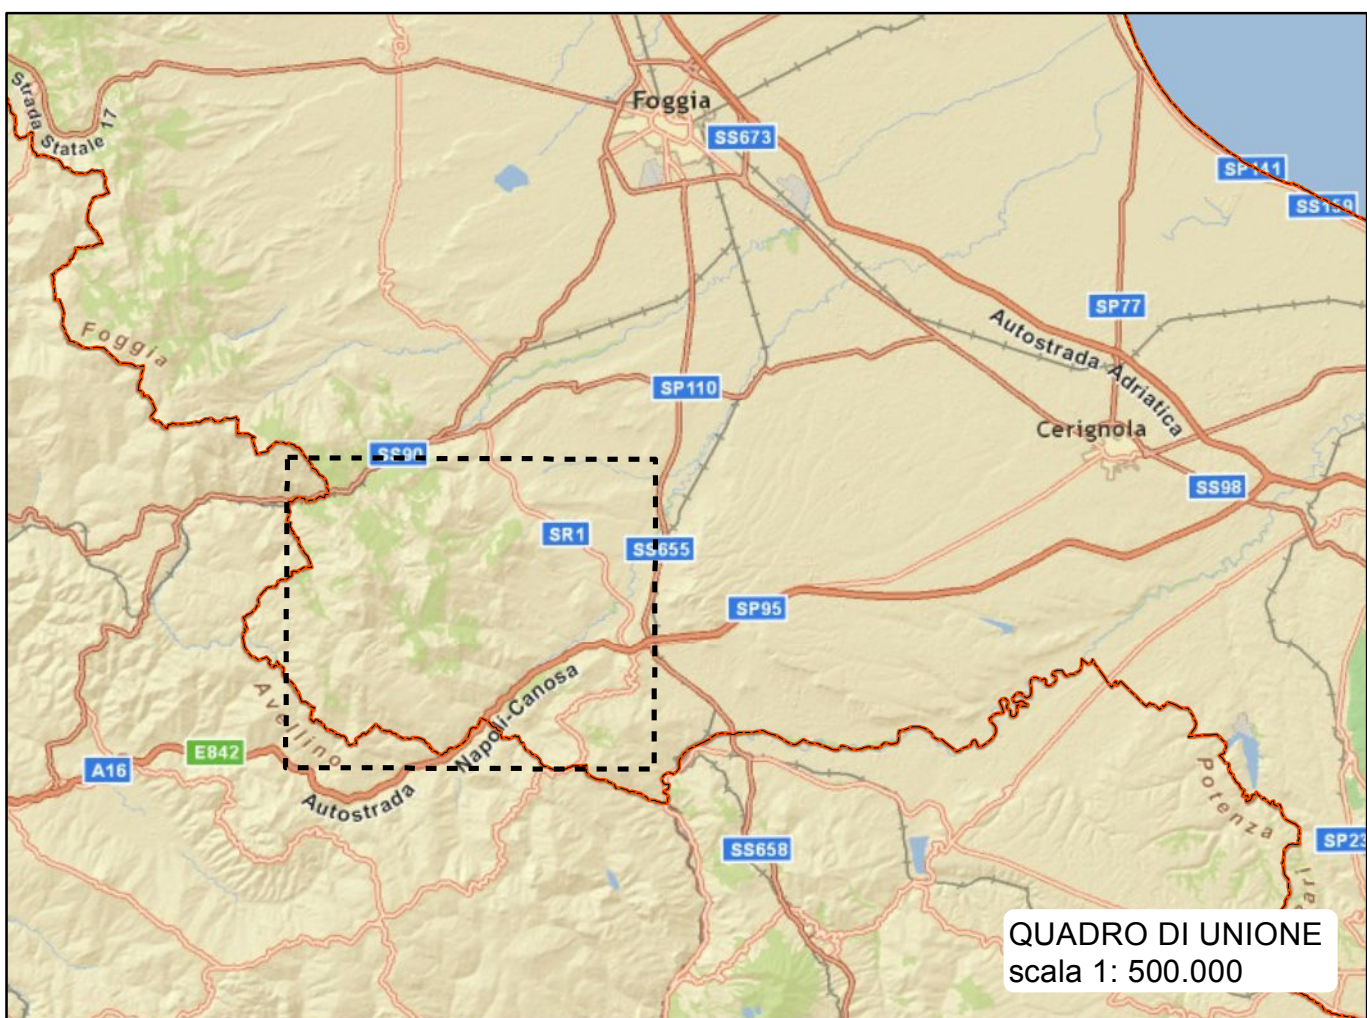 Strada
Statale 17
Foggia
SS673
SP141
SS159
Foggia
SP77
Autostrada Adriatica
SP110
Cerignola
SS90
SS98
SR1
SS655
SP95
Avellino
Napoli-Canosa
E842
A16
Autostrada
Potenza
SS658
SP23
QUADRO DI UNIONE
scala 1: 500.000